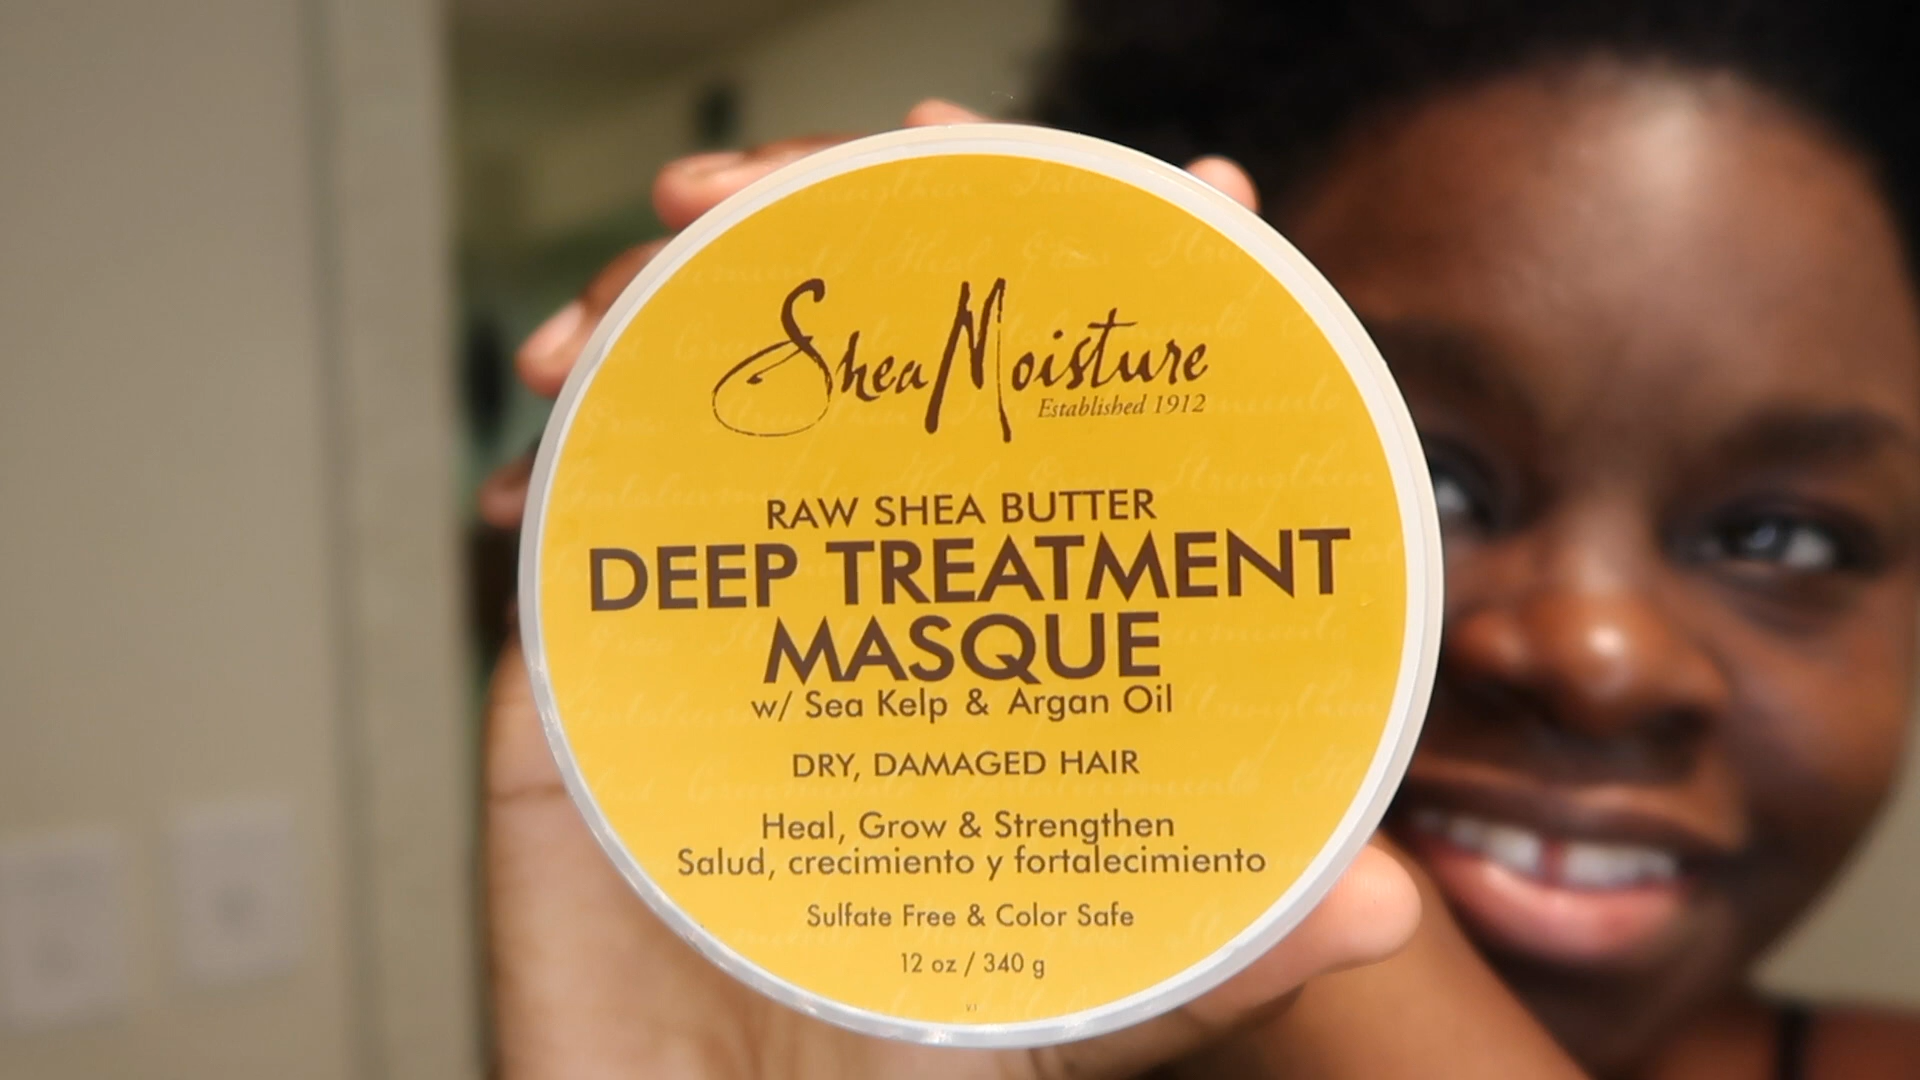 SheaMoisture
Established 1912
RAW SHEA BUTTER
DEEP TREATMENT
MASQUE
w/ Sea Kelp & Argan Oil
DRY, DAMAGED HAIR
Heal, Grow & Strengthen
Salud, crecimiento y fortalecimiento
Sulfate Free & Color Safe
12 oz / 340 g